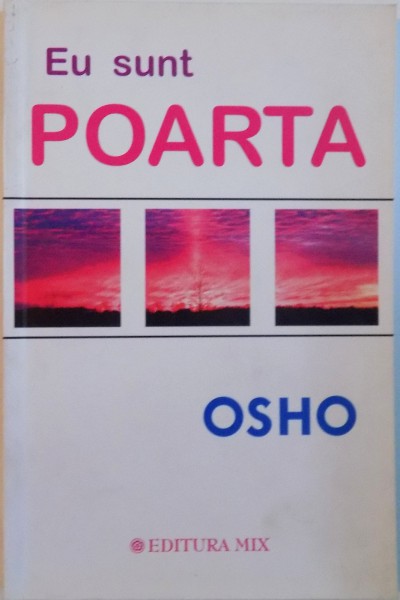 Eu sunt
POARTA
OSHO
EDITURA MIX